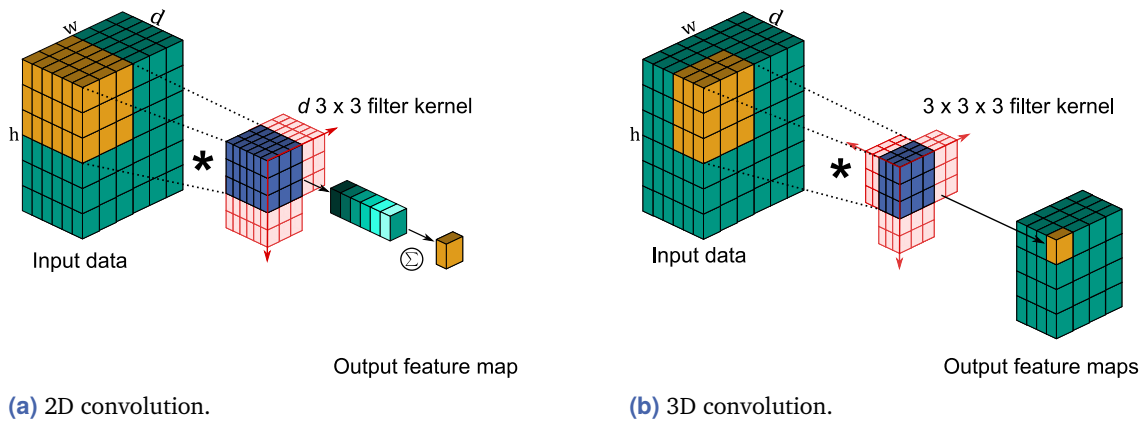 w
d
h
d 3 x 3 filter kernel
*
Σ
Input data
Output feature map
(a) 2D convolution.
w
d
h
3 x 3 x 3 filter kernel
*
Input data
Output feature maps
(b) 3D convolution.